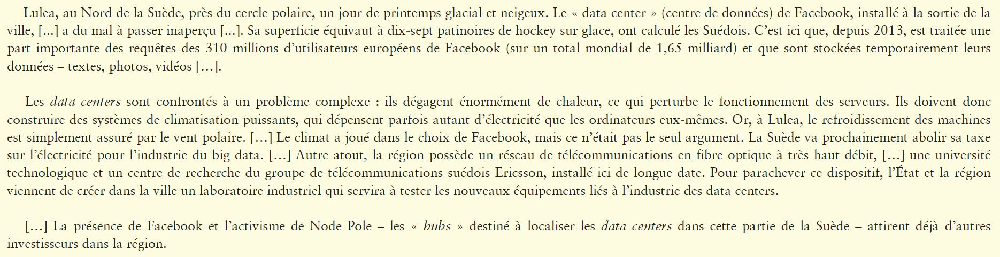 Lulea, au Nord de la Suède, près du cercle polaire, un jour de printemps glacial et neigeux. Le « data center » (centre de données) de Facebook, installé à la sortie de la
ville, [...] a du mal à passer inaperçu [...]. Sa superficie équivaut à dix-sept patinoires de hockey sur glace, ont calculé les Suédois. C’est ici que, depuis 2013, est traitée une
part importante des requêtes des 310 millions d’utilisateurs européens de Facebook (sur un total mondial de 1,65 milliard) et que sont stockées temporairement leurs
données – textes, photos, vidéos […].
Les data centers sont confrontés à un problème complexe : ils dégagent énormément de chaleur, ce qui perturbe le fonctionnement des serveurs. Ils doivent donc
construire des systèmes de climatisation puissants, qui dépensent parfois autant d’électricité que les ordinateurs eux-mêmes. Or, à Lulea, le refroidissement des machines
est simplement assuré par le vent polaire. […] Le climat a joué dans le choix de Facebook, mais ce n’était pas le seul argument. La Suède va prochainement abolir sa taxe
sur l’électricité pour l’industrie du big data. […] Autre atout, la région possède un réseau de télécommunications en fibre optique à très haut débit, […] une université
technologique et un centre de recherche du groupe de télécommunications suédois Ericsson, installé ici de longue date. Pour parachever ce dispositif, l’État et la région
viennent de créer dans la ville un laboratoire industriel qui servira à tester les nouveaux équipements liés à l’industrie des data centers.
[…] La présence de Facebook et l’activisme de Node Pole – les « hubs » destiné à localiser les data centers dans cette partie de la Suède – attirent déjà d’autres
investisseurs dans la région.